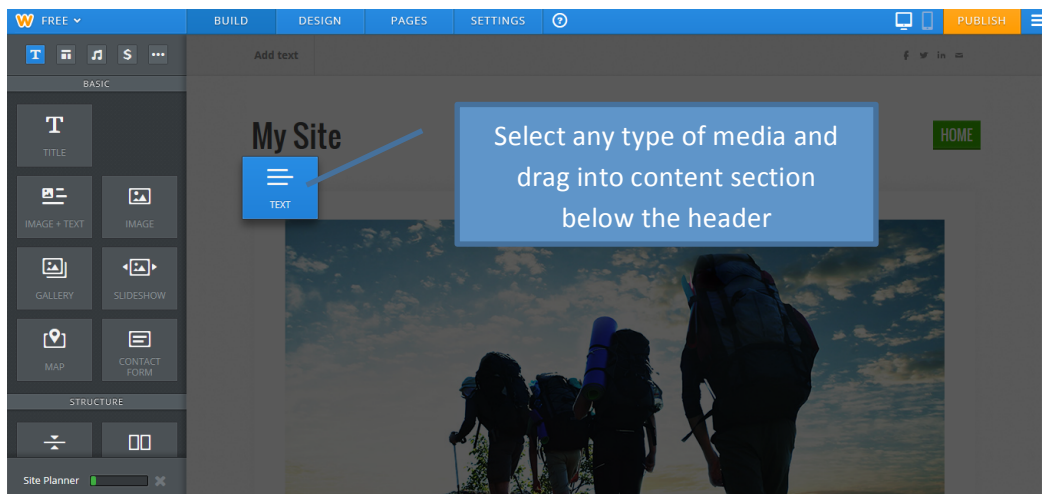 FREE
BUILD
DESIGN
PAGES
SETTINGS
?
PUBLISH
T
$
Add text
f
in
BASIC
T
TITLE
IMAGE + TEXT
IMAGE
GALLERY
SLIDESHOW
MAP
CONTACT
FORM
STRUCTURE
Site Planner
My Site
HOME
TEXT
Select any type of media and
drag into content section
below the header